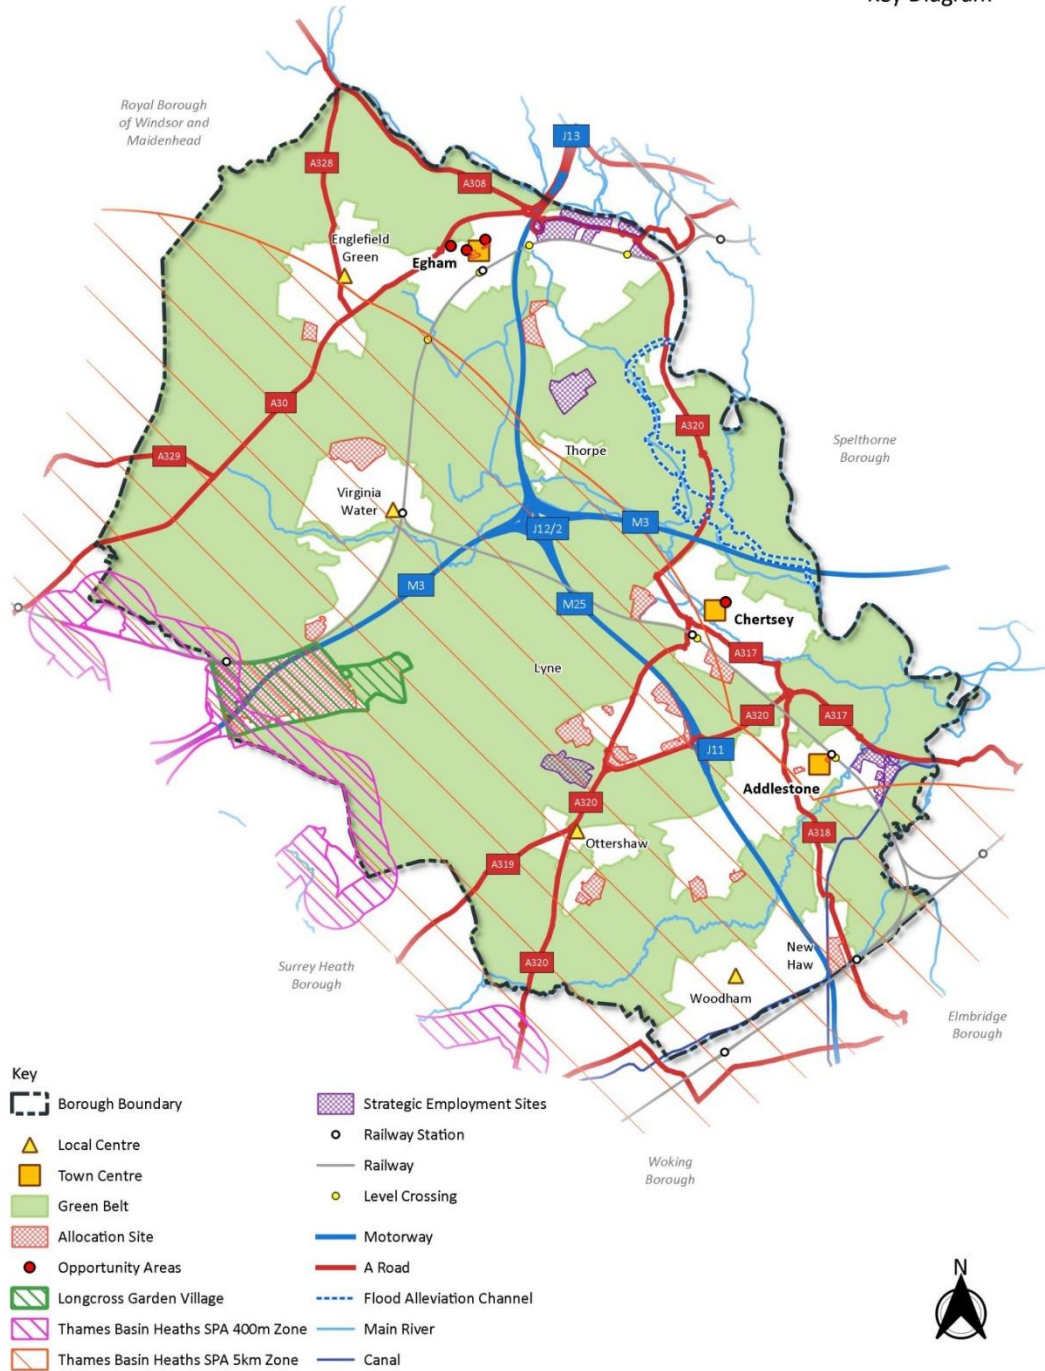 Key Diagram
Royal Borough
of Windsor and
Maidenhead
J13
A328
A308
Englefield
Green
Egham
A30
A320
A329
Spelthorne
Borough
Thorpe
Virginia
Water
J12/2
M3
M3
M25
Chertsey
A317
Lyne
A320
A317
J11
Addlestone
A320
Ottershaw
A318
A319
New
Haw
A320
Surrey Heath
Borough
Woodham
Elmbridge
Borough
Woking
Borough
Key
Borough Boundary
Local Centre
Town Centre
Green Belt
Allocation Site
Opportunity Areas
Longcross Garden Village
Thames Basin Heaths SPA 400m Zone
Thames Basin Heaths SPA 5km Zone
Strategic Employment Sites
Railway Station
Railway
Level Crossing
Motorway
A Road
Flood Alleviation Channel
Main River
Canal
N